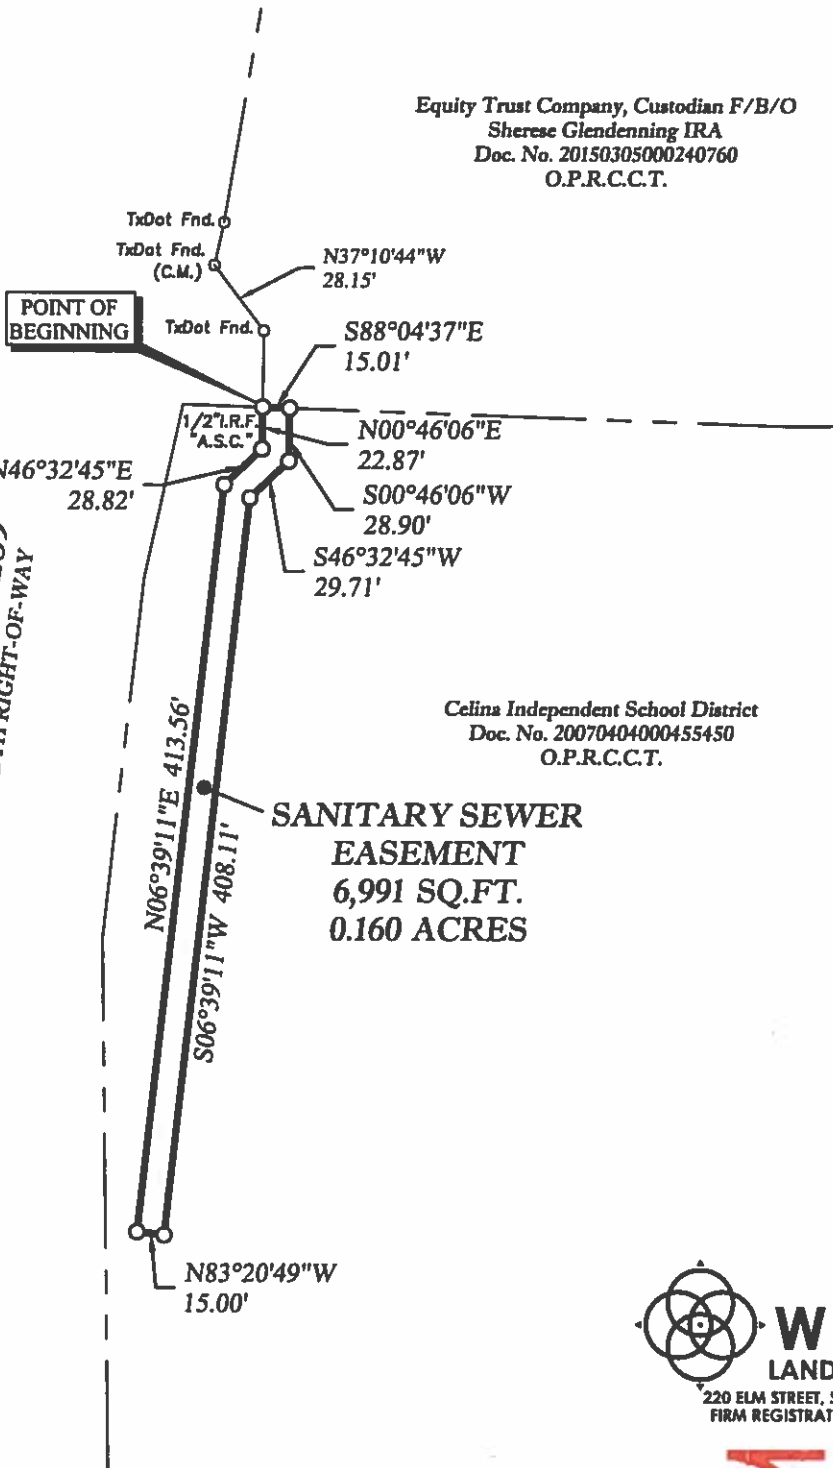 Equity Trust Company, Custodian F/B/O
Sherese Glendenning IRA
Doc. No. 20150305000240760
O.P.R.C.C.T.
TxDot Fnd.
TxDot Fnd.
(C.M.)
N37°10'44"W
28.15'
POINT OF
BEGINNING
TxDot Fnd.
S88°04'37"E
15.01'
1/2"I.R.F.
"A.S.C."
N00°46'06"E
22.87'
N46°32'45"E
28.82'
S00°46'06"W
28.90'
S46°32'45"W
29.71'
RIGHT-OF-WAY
Celina Independent School District
Doc. No. 20070404000455450
O.P.R.C.C.T.
N06°39'11"E 413.56'
S06°39'11"W 408.11'
SANITARY SEWER
EASEMENT
6,991 SQ.FT.
0.160 ACRES
N83°20'49"W
15.00'
W
LAND
220 ELM STREET, S
FIRM REGISTRAT